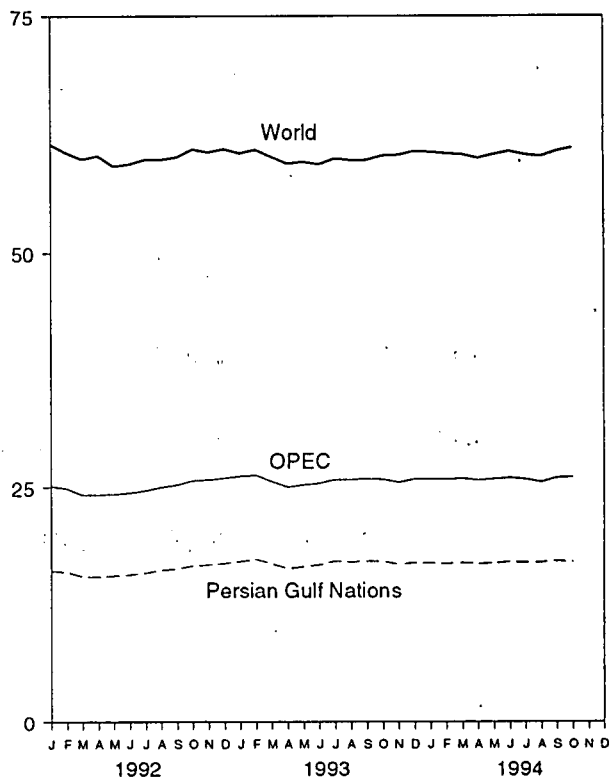 75
World
50
OPEC
25
Persian Gulf Nations
0
J F M A M J J A S O N D J F M A M J J A S O N D J F M A M J J A S O N D
1992 1993 1994